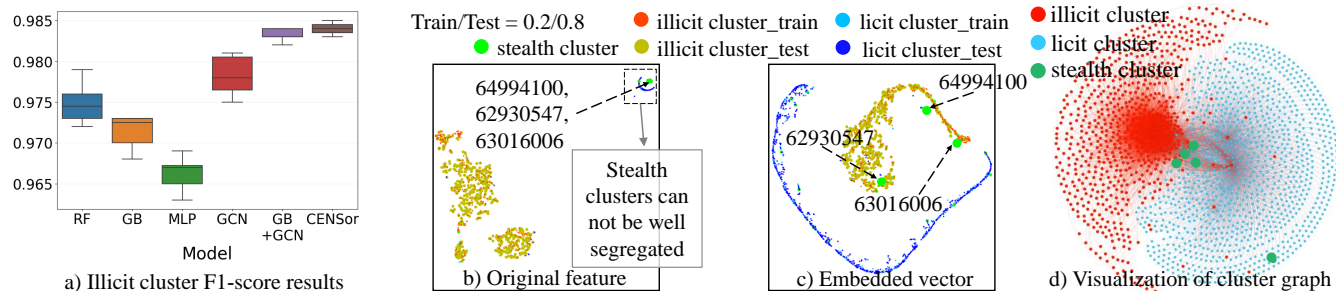 0.985
0.980
0.975
0.970
0.965
RF
GB
MLP
GCN
GB
+GCN
CENSor
Model
a) Illicit cluster F1-score results
Train/Test = 0.2/0.8
illicit cluster_train
licit cluster_train
stealth cluster
illicit cluster_test
licit cluster_test
64994100,
62930547,
63016006
Stealth
clusters can
not be well
segregated
b) Original feature
64994100
62930547
63016006
c) Embedded vector
illicit cluster
licit cluster
stealth cluster
d) Visualization of cluster graph